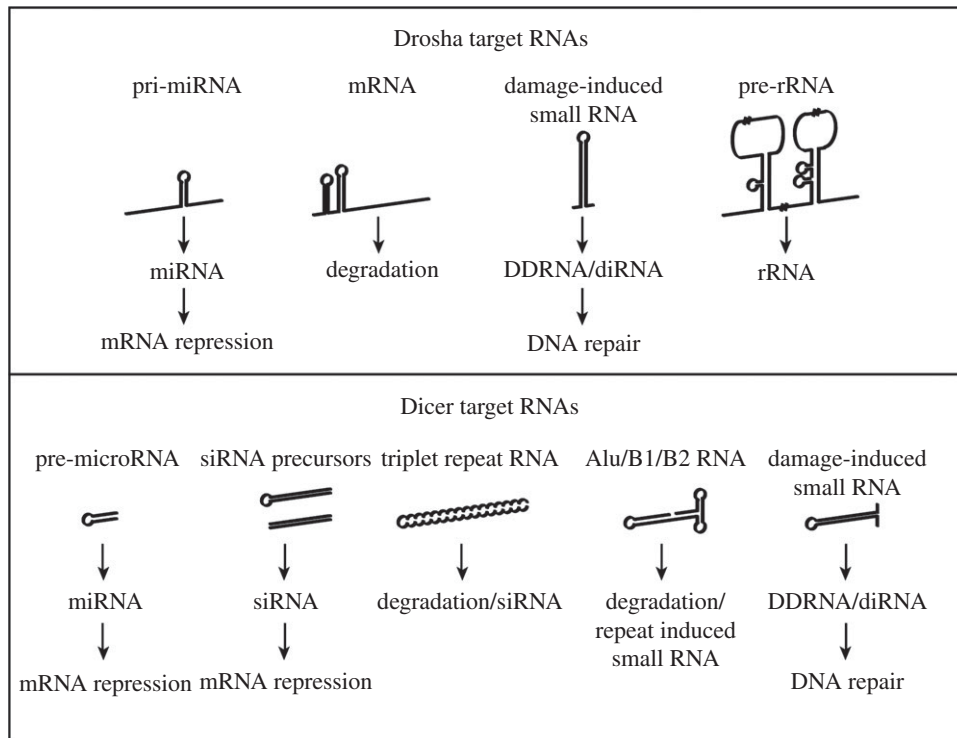 Drosha target RNAs
pri-miRNA
mRNA
damage-induced
small RNA
pre-rRNA
miRNA
degradation
DDRNA/diRNA
rRNA
mRNA repression
DNA repair
Dicer target RNAs
pre-microRNA
siRNA precursors
triplet repeat RNA
Alu/B1/B2 RNA
damage-induced
small RNA
miRNA
siRNA
degradation/siRNA
degradation/
repeat induced
small RNA
DDRNA/diRNA
mRNA repression
mRNA repression
DNA repair